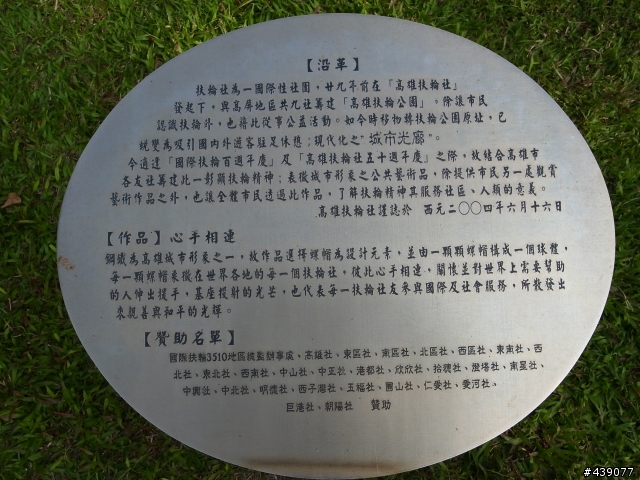 【沿革】
扶輪社為一國際性社團，廿九年前在「高雄扶輪社」
發起下，與高屏地區共九社籌建「高雄扶輪公園」，除讓市民
認識扶輪外，也藉此從事公益活動。如今時移物轉扶輪公園原址，已
蛻變為吸引國內外遊客駐足休憩；現代化之"城市光廊"。
今適逢「國際扶輪百週年慶」及「高雄扶輪社五十週年慶」之際，故結合高雄市
各友社籌建此一彰顯扶輪精神；表徵城市形象之公共藝術品，除提供市民另一處觀賞
藝術作品之外，也讓全體市民透過此作品，了解扶輪精神其服務社區、人類的意義。
高雄扶輪社謹誌於 西元二〇〇四年六月十六日
【作品】心手相連
鋼鐵為高雄城市形象之一，故作品選擇螺帽為設計元素，並由一顆顆螺帽構成一個球體，
每一顆螺帽象徵在世界各地的每一個扶輪社，彼此心手相連，關懷並對世界上需要幫助
的人伸出援手，基座投射的光芒，也代表每一扶輪社友參與國際及社會服務，所散發出
來親善與和平的光輝。
【贊助名單】
國際扶輪3510地區總監辦事處、高雄社、東區社、南區社、北區社、西區社、東南社、西
北社、東北社、西南社、中山社、中正社、港都社、欣欣社、拾穗社、澄塔社、南星社、
中興社、中北社、明懷社、西子灣社、五福社、圓山社、仁愛社、愛河社、
巨港社、朝陽社 贊助
#439077